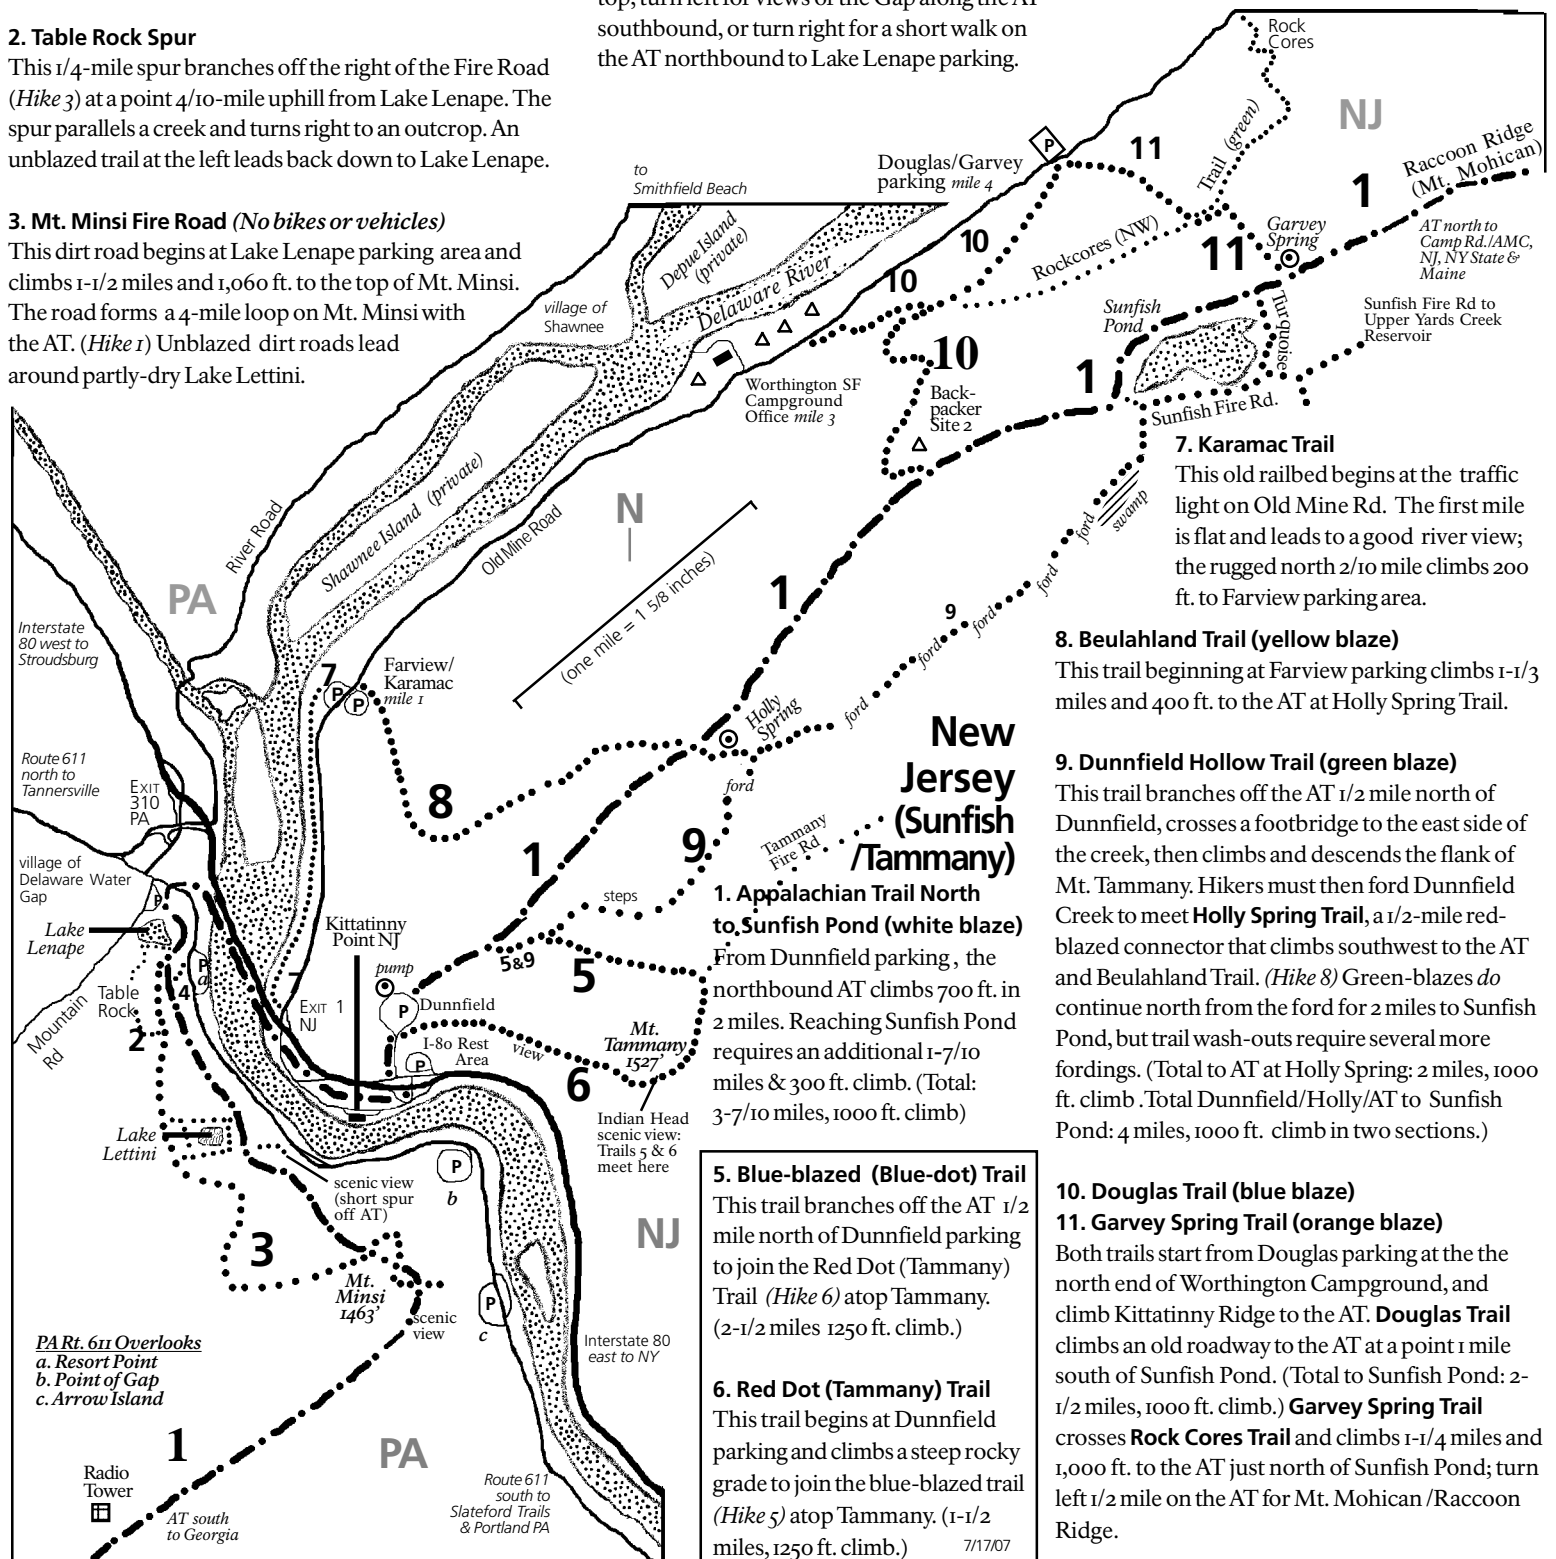 top, turn left for views of the Gap along the AT
southbound, or turn right for a short walk on
the AT northbound to Lake Lenape parking.
2. Table Rock Spur
This 1/4-mile spur branches off the right of the Fire Road
(Hike 3) at a point 4/10-mile uphill from Lake Lenape. The
spur parallels a creek and turns right to an outcrop. An
unblazed trail at the left leads back down to Lake Lenape.
3. Mt. Minsi Fire Road (No bikes or vehicles)
This dirt road begins at Lake Lenape parking area and
climbs 1-1/2 miles and 1,060 ft. to the top of Mt. Minsi.
The road forms a 4-mile loop on Mt. Minsi with
the AT. (Hike 1) Unblazed dirt roads lead
around partly-dry Lake Lettini.
Rock
Cores
NJ
Trail (green)
Raccoon Ridge
(Mt. Mohican)
P
11
1
Douglas/Garvey
parking mile 4
to
Smithfield Beach
Depue Island
(private)
Delaware River
10
10
Rockcores (NW)
11
Garvey
Spring
AT north to
Camp Rd./AMC,
NJ, NY State &
Maine
village of
Shawnee
Sunfish
Pond
Turquoise
Sunfish Fire Rd to
Upper Yards Creek
Reservoir
10
1
Worthington SF
Campground
Office mile 3
Back-
packer
Site 2
Sunfish Fire Rd.
Shawnee Island (private)
River Road
Old Mine Road
N
(one mile = 1 5/8 inches)
swamp
ford
ford
ford
9
ford
ford
1
PA
Interstate
80 west to
Stroudsburg
7
P
P
Farview/
Karamac
mile 1
Holly
Spring
ford
8
1
9
Tammany
Fire Rd
steps
New
Jersey
(Sunfish
/Tammany)
Route 611
north to
Tannersville
EXIT
310
PA
village of
Delaware Water
Gap
P
Lake
Lenape
P
a
4
Table
Rock
2
Mountain
Rd
Kittatinny
Point NJ
7
EXIT 1
NJ
pump
P
Dunnfield
I-80 Rest
Area
P
5&9
5
view
6
Mt.
Tammany
1527'
Indian Head
scenic view:
Trails 5 & 6
meet here
Lake
Lettini
scenic view
(short spur
off AT)
P
b
3
Mt.
Minsi
1463'
scenic
view
P
c
NJ
Interstate 80
east to NY
PA Rt. 611 Overlooks
a. Resort Point
b. Point of Gap
c. Arrow Island
1
Radio
Tower
AT south
to Georgia
PA
Route 611
south to
Slateford Trails
& Portland PA
1. Appalachian Trail North
to Sunfish Pond (white blaze)
From Dunnfield parking , the
northbound AT climbs 700 ft. in
2 miles. Reaching Sunfish Pond
requires an additional 1-7/10
miles & 300 ft. climb. (Total:
3-7/10 miles, 1000 ft. climb)
5. Blue-blazed (Blue-dot) Trail
This trail branches off the AT 1/2
mile north of Dunnfield parking
to join the Red Dot (Tammany)
Trail (Hike 6) atop Tammany.
(2-1/2 miles 1250 ft. climb.)
6. Red Dot (Tammany) Trail
This trail begins at Dunnfield
parking and climbs a steep rocky
grade to join the blue-blazed trail
(Hike 5) atop Tammany. (1-1/2
miles, 1250 ft. climb.)
7/17/07
7. Karamac Trail
This old railbed begins at the traffic
light on Old Mine Rd. The first mile
is flat and leads to a good river view;
the rugged north 2/10 mile climbs 200
ft. to Farview parking area.
8. Beulahland Trail (yellow blaze)
This trail beginning at Farview parking climbs 1-1/3
miles and 400 ft. to the AT at Holly Spring Trail.
9. Dunnfield Hollow Trail (green blaze)
This trail branches off the AT 1/2 mile north of
Dunnfield, crosses a footbridge to the east side of
the creek, then climbs and descends the flank of
Mt. Tammany. Hikers must then ford Dunnfield
Creek to meet Holly Spring Trail, a 1/2-mile red-
blazed connector that climbs southwest to the AT
and Beulahland Trail. (Hike 8) Green-blazes do
continue north from the ford for 2 miles to Sunfish
Pond, but trail wash-outs require several more
fordings. (Total to AT at Holly Spring: 2 miles, 1000
ft. climb .Total Dunnfield/Holly/AT to Sunfish
Pond: 4 miles, 1000 ft. climb in two sections.)
10. Douglas Trail (blue blaze)
11. Garvey Spring Trail (orange blaze)
Both trails start from Douglas parking at the the
north end of Worthington Campground, and
climb Kittatinny Ridge to the AT. Douglas Trail
climbs an old roadway to the AT at a point 1 mile
south of Sunfish Pond. (Total to Sunfish Pond: 2-
1/2 miles, 1000 ft. climb.) Garvey Spring Trail
crosses Rock Cores Trail and climbs 1-1/4 miles and
1,000 ft. to the AT just north of Sunfish Pond; turn
left 1/2 mile on the AT for Mt. Mohican /Raccoon
Ridge.